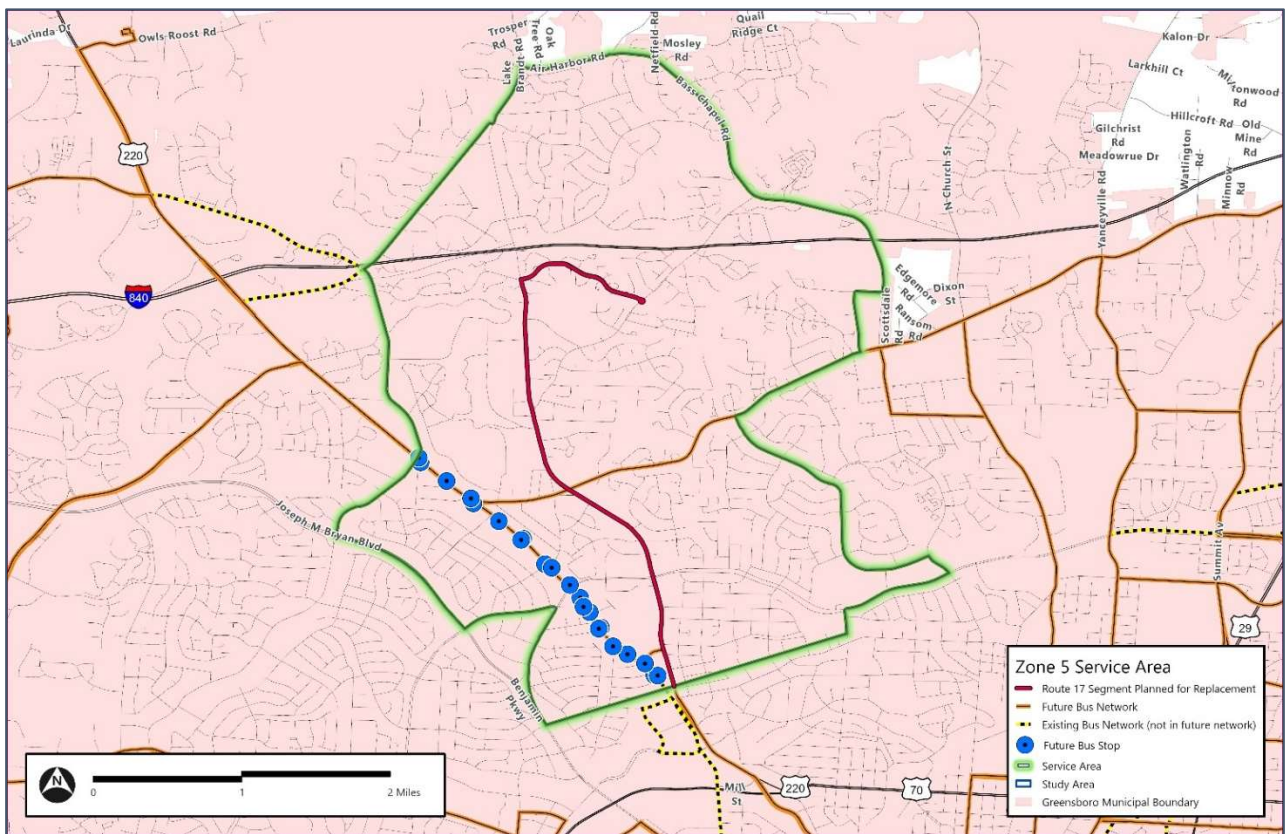 Laurinda Dr
Owls Roost Rd
Trosper
Rd
Oak
Tree Rd
Lake
Brandt Rd
Air Harbor Rd
Netfield Rd
Mosley
Rd
Quail
Ridge Ct
Bass Chapel Rd
Kalon Dr
Larkhill Ct
onwood
Rd
Hillcroft Rd
Old
Mine
Rd
Gilchrist
Rd
Meadowrue Dr
Watlington
Rd
Minnow
Rd
N Church St
Yanceyville Rd
220
840
Edgemore
Rd
Dixon
St
Ransom
Rd
Scottsdale
Rd
Joseph M Bryan Blvd
Benjamin
Pkwy
Summit Av
29
Mill
St
220
70
N
0
1
2 Miles
Zone 5 Service Area
Route 17 Segment Planned for Replacement
Future Bus Network
Existing Bus Network (not in future network)
Future Bus Stop
Service Area
Study Area
Greensboro Municipal Boundary